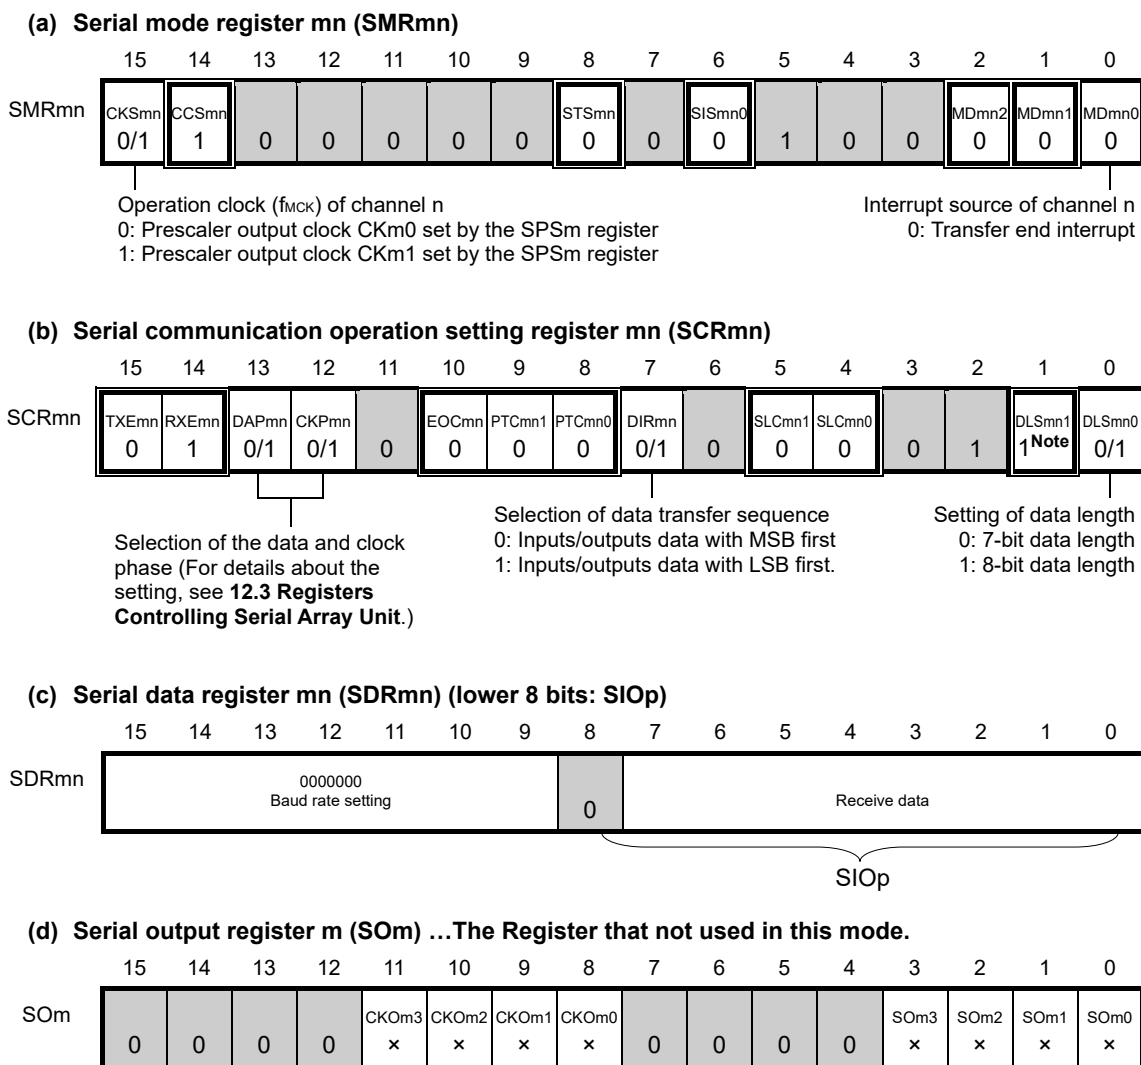 (a) Serial mode register mn (SMRmn)
15 14 13 12 11 10 9 8 7 6 5 4 3 2 1 0
SMRmn
CKSmn CCSmn STSmn SISmn0 MDmn2 MDmn1 MDmn0
0/1 1 0 0 0 0 0 0 0 0 1 0 0 0 0 0
Operation clock (fMCK) of channel n
0: Prescaler output clock CKm0 set by the SPSm register
1: Prescaler output clock CKm1 set by the SPSm register
Interrupt source of channel n
0: Transfer end interrupt
(b) Serial communication operation setting register mn (SCRmn)
15 14 13 12 11 10 9 8 7 6 5 4 3 2 1 0
SCRmn
TXEmn RXEmn DAPmn CKPmn EOCmn PTCmn1 PTCmn0 DIRmn SLCmn1 SLCmn0 DLSmn1 DLSmn0
0 1 0/1 0/1 0 0 0 0 0/1 0 0 0 0 1 1Note 0/1
Selection of the data and clock
phase (For details about the
setting, see 12.3 Registers
Controlling Serial Array Unit.)
Selection of data transfer sequence
0: Inputs/outputs data with MSB first
1: Inputs/outputs data with LSB first.
Setting of data length
0: 7-bit data length
1: 8-bit data length
(c) Serial data register mn (SDRmn) (lower 8 bits: SIOp)
15 14 13 12 11 10 9 8 7 6 5 4 3 2 1 0
SDRmn
0000000
Baud rate setting
0
Receive data
SIOp
(d) Serial output register m (SOm) …The Register that not used in this mode.
15 14 13 12 11 10 9 8 7 6 5 4 3 2 1 0
SOm
CKOm3 CKOm2 CKOm1 CKOm0 SOm3 SOm2 SOm1 SOm0
0 0 0 0 × × × × 0 0 0 0 × × × ×